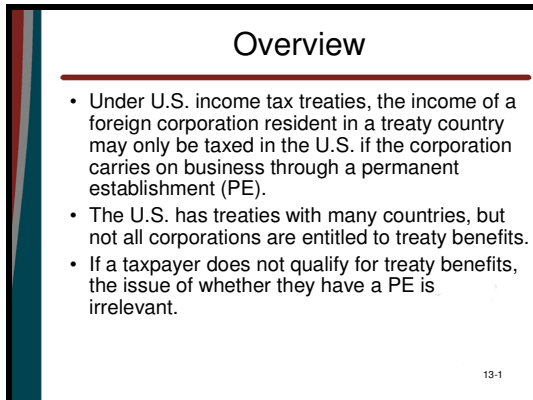 Overview
• Under U.S. income tax treaties, the income of a
foreign corporation resident in a treaty country
may only be taxed in the U.S. if the corporation
carries on business through a permanent
establishment (PE).
• The U.S. has treaties with many countries, but
not all corporations are entitled to treaty benefits.
• If a taxpayer does not qualify for treaty benefits,
the issue of whether they have a PE is
irrelevant.
13-1